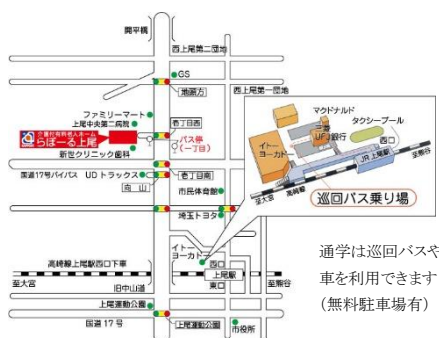 開平橋
西上尾第二団地
GS
地頭方
西上尾第一団地
ファミリーマート
上尾中央第二病院
壱丁目西
介護付有料老人ホーム
らぽーる上尾
バス停
(一丁目)
新世クリニック歯科
国道17号バイパス
UDトラックス
壱丁目南
向山
市民体育館
埼玉トヨタ
イトー
ヨーカドー
西口
高崎線上尾駅西口下車
上尾駅
至大宮
東口
至熊谷
旧中山道
上尾運動公園
国道17号
上尾運動公園
市役所
マクドナルド
タクシープール
三菱
UFJ銀行
西口
イトー
ヨーカドー
JR上尾駅
至熊谷
至大宮
高崎線
巡回バス乗り場
通学は巡回バスや
車を利用できます
(無料駐車場有)